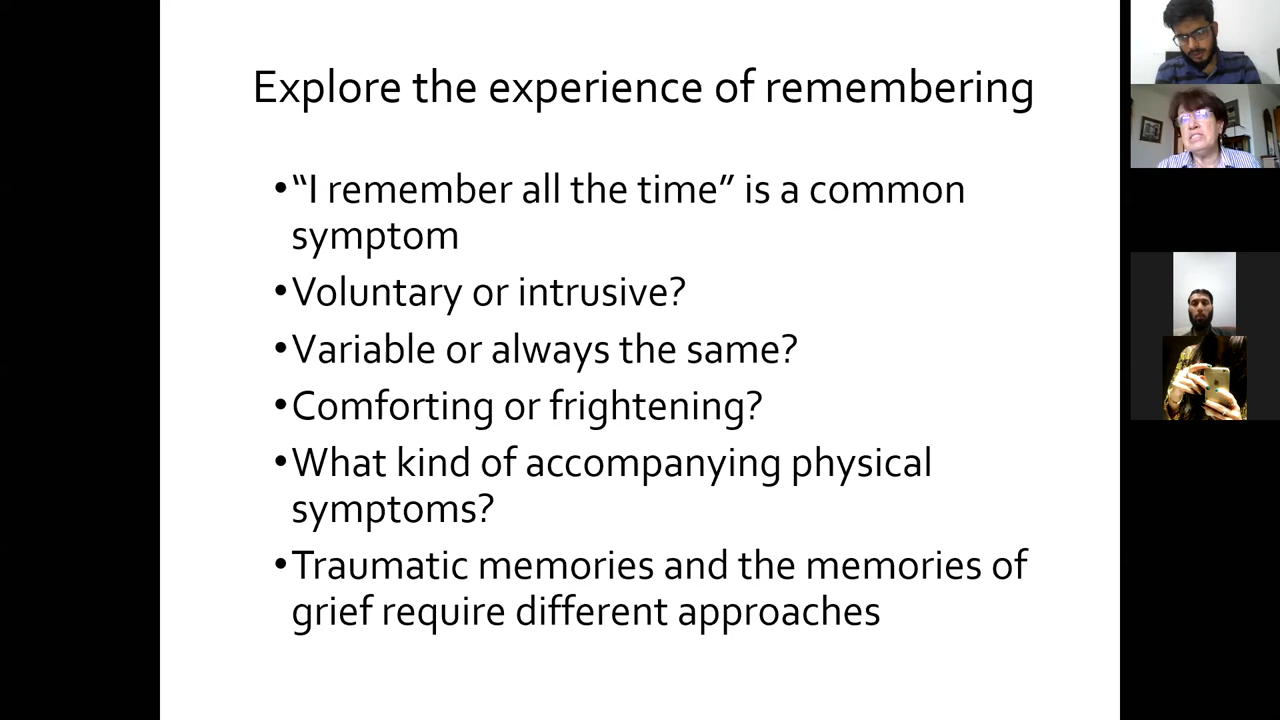 Explore the experience of remembering
•“I remember all the time” is a common
symptom
•Voluntary or intrusive?
•Variable or always the same?
•Comforting or frightening?
•What kind of accompanying physical
symptoms?
•Traumatic memories and the memories of
grief require different approaches